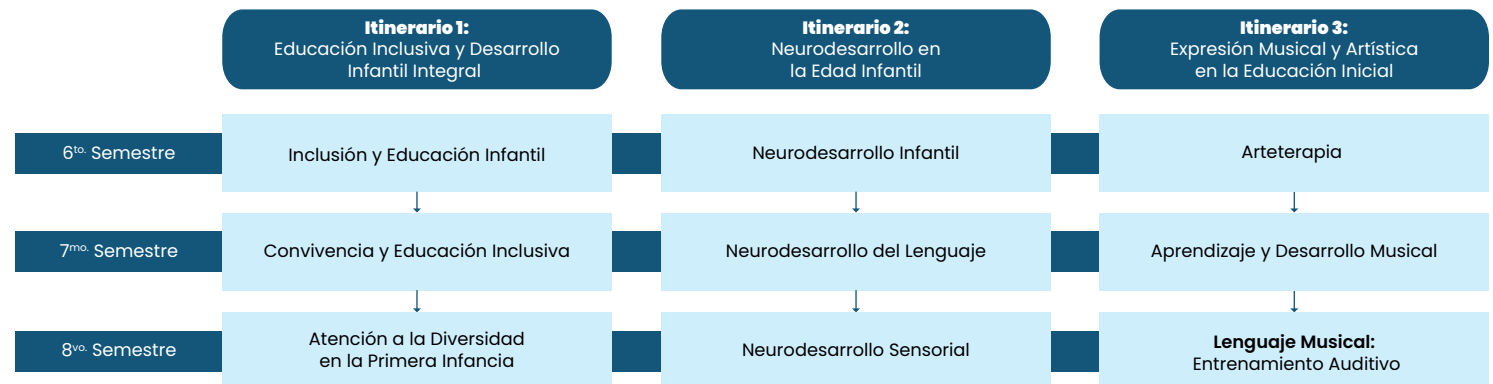 Itinerario 1:
Educación Inclusiva y Desarrollo
Infantil Integral
Itinerario 2:
Neurodesarrollo en
la Edad Infantil
Itinerario 3:
Expresión Musical y Artística
en la Educación Inicial
6to. Semestre
Inclusión y Educación Infantil
Neurodesarrollo Infantil
Arteterapia
7mo. Semestre
Convivencia y Educación Inclusiva
Neurodesarrollo del Lenguaje
Aprendizaje y Desarrollo Musical
8vo. Semestre
Atención a la Diversidad
en la Primera Infancia
Neurodesarrollo Sensorial
Lenguaje Musical:
Entrenamiento Auditivo